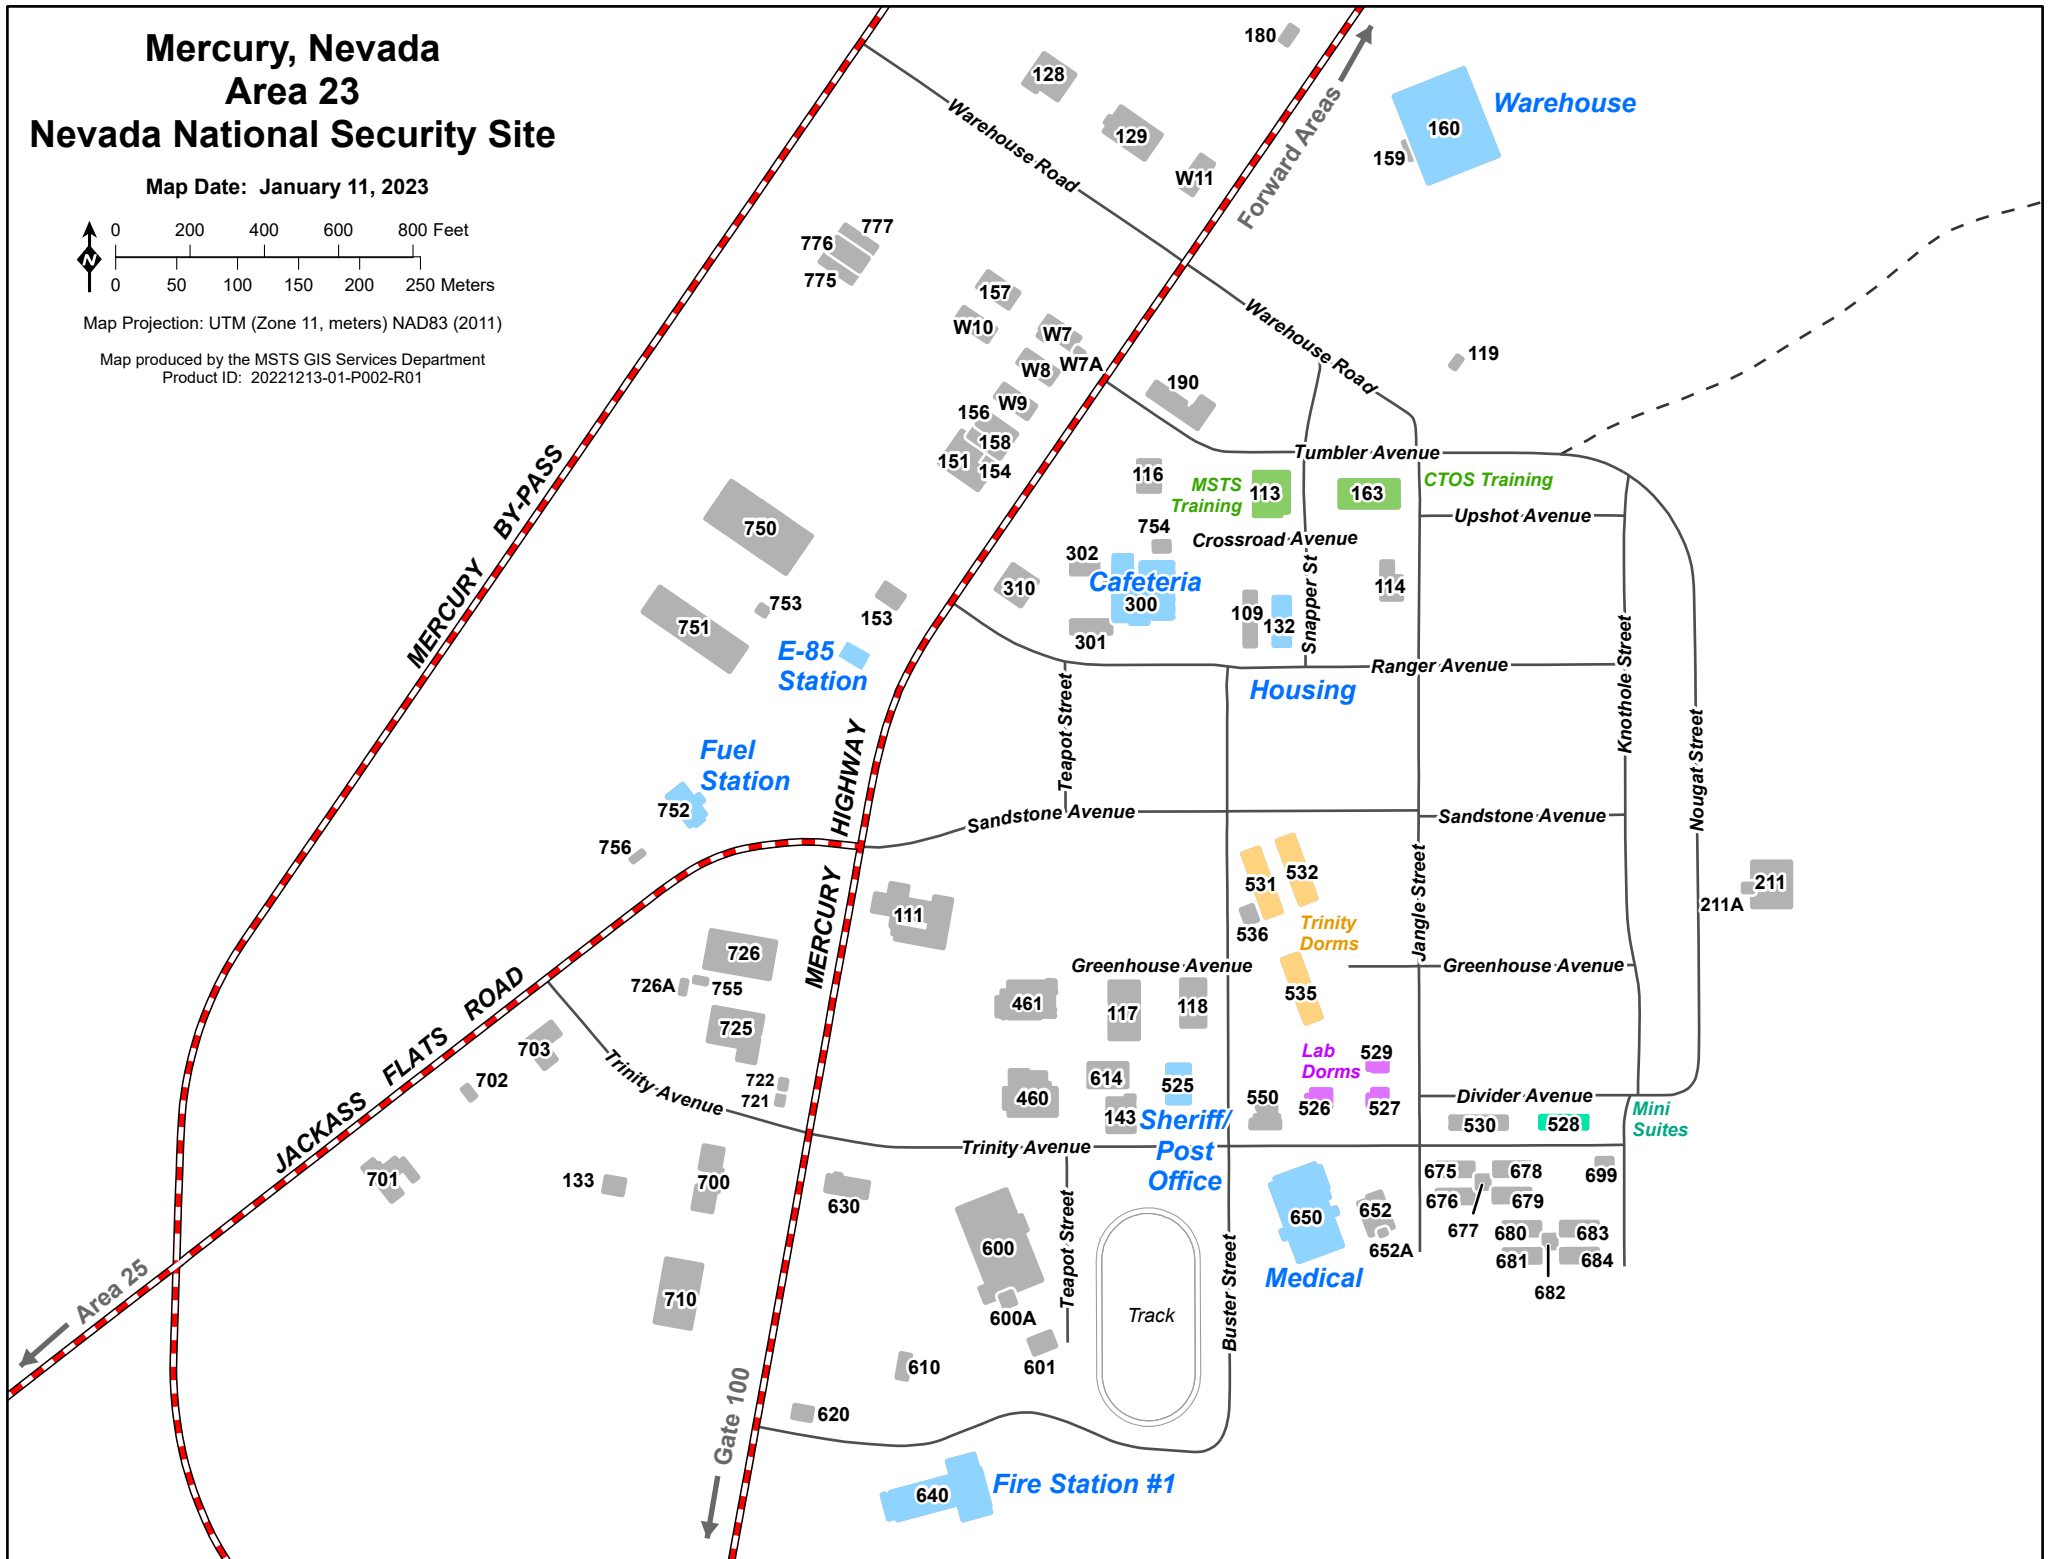 Mercury, Nevada
Area 23
Nevada National Security Site
Map Date: January 11, 2023
0 200 400 600 800 Feet
N
0 50 100 150 200 250 Meters
Map Projection: UTM (Zone 11, meters) NAD83 (2011)
Map produced by the MSTS GIS Services Department
Product ID: 20221213-01-P002-R01
180
128
129
W11
Warehouse Road
Forward Areas
160
Warehouse
159
777
776
775
157
W10
W7
W7A
W8
W9
156
158
151
154
Warehouse Road
119
190
Tumbler Avenue
116
MSTS
Training
113
163
CTOS Training
Upshot Avenue
754
Crossroad Avenue
302
Cafeteria
300
301
310
109
132
Snapper St
114
Ranger Avenue
Housing
MERCURY BY-PASS
750
751
753
153
E-85
Station
Fuel
Station
752
756
MERCURY HIGHWAY
Teapot Street
Knothole Street
Nougat Street
Sandstone Avenue
Sandstone Avenue
531
532
536
Trinity
Dorms
535
Jangle Street
211
211A
111
726
726A
755
725
722
721
JACKASS FLATS ROAD
703
702
701
Trinity Avenue
Greenhouse Avenue
Greenhouse Avenue
461
117
118
460
614
143
525
Sheriff/
Post
Office
550
Lab
Dorms
529
526
527
Divider Avenue
530
528
Mini
Suites
Trinity Avenue
133
700
630
710
600
600A
601
Teapot Street
Track
Buster Street
650
Medical
652
652A
675
678
676
679
677
699
680
683
681
684
682
Area 25
610
620
Gate 100
640
Fire Station #1